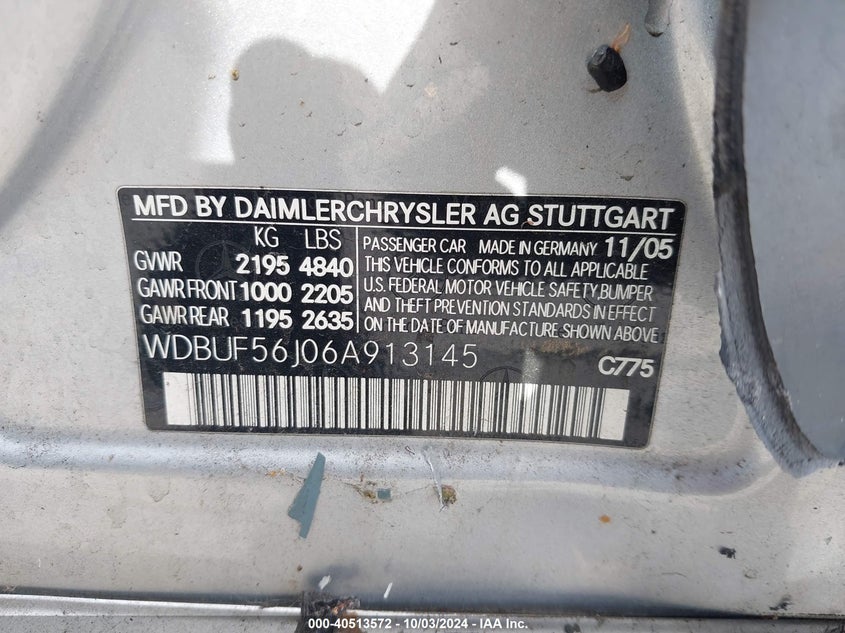 MFD BY DAIMLERCHRYSLER AG STUTTGART
KG LBS
GVWR 2195 4840
GAWR FRONT 1000 2205
GAWR REAR 1195 2635
PASSENGER CAR MADE IN GERMANY 11/05
THIS VEHICLE CONFORMS TO ALL APPLICABLE
U.S. FEDERAL MOTOR VEHICLE SAFETY,BUMPER
AND THEFT PREVENTION STANDARDS IN EFFECT
ON THE DATE OF MANUFACTURE SHOWN ABOVE.
WDBUF56J06A913145
C775
000-40513572 - 10/03/2024 - IAA Inc.